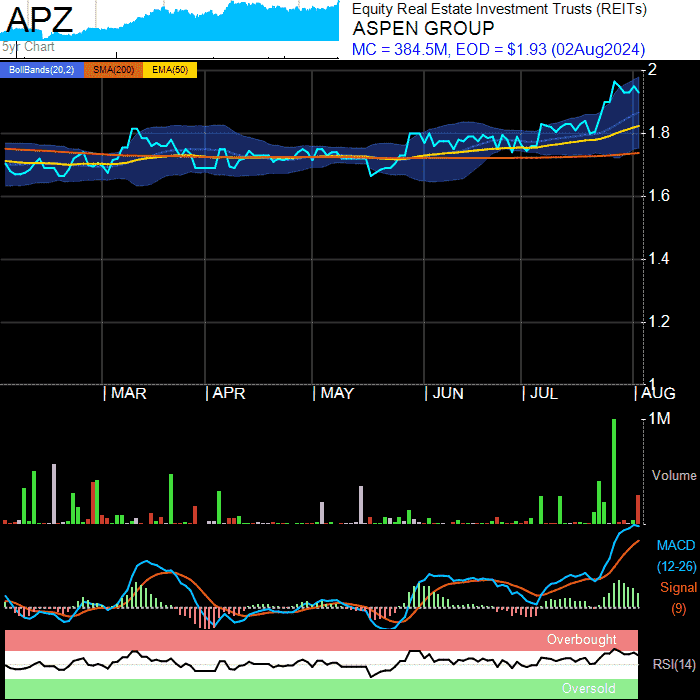 APZ
5yr Chart
Equity Real Estate Investment Trusts (REITs)
ASPEN GROUP
MC = 384.5M, EOD = $1.93 (02Aug2024)
BollBands(20,2) SMA(200) EMA(50)
2
1.8
1.6
1.4
1.2
1
MAR APR MAY JUN JUL AUG
1M
Volume
MACD
(12-26)
Signal
(9)
Overbought
RSI(14)
Oversold